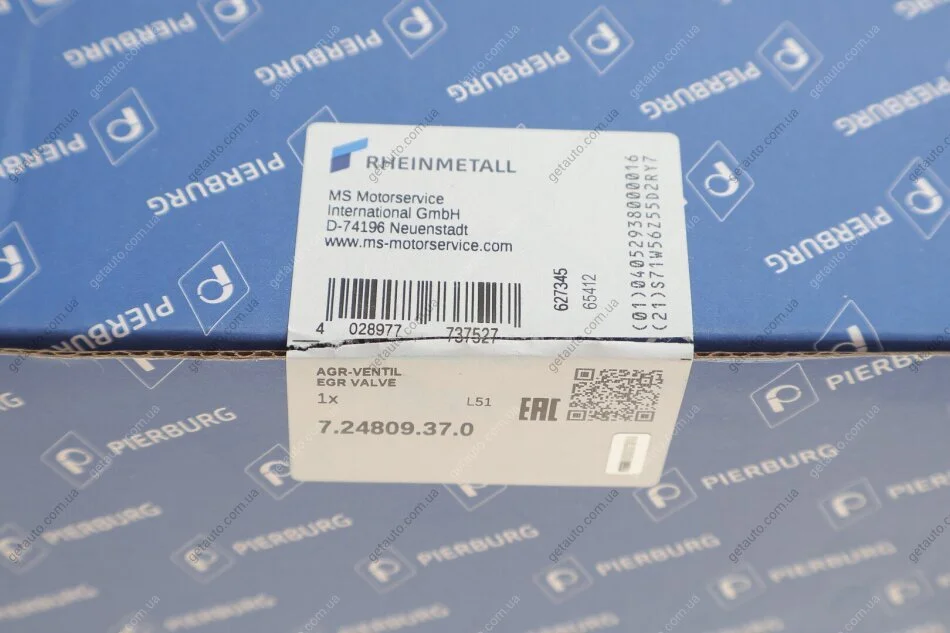 RHEINMETALL
MS Motorservice
International GmbH
D-74196 Neuenstadt
www.ms-motorservice.com
4 028977 737527
627345
65412
(01)04052938000016
(21)S71W56Z55D2RY7
AGR-VENTIL
EGR VALVE
1x
L51
EAC
7.24809.37.0
PIERBURG
getauto.com.ua